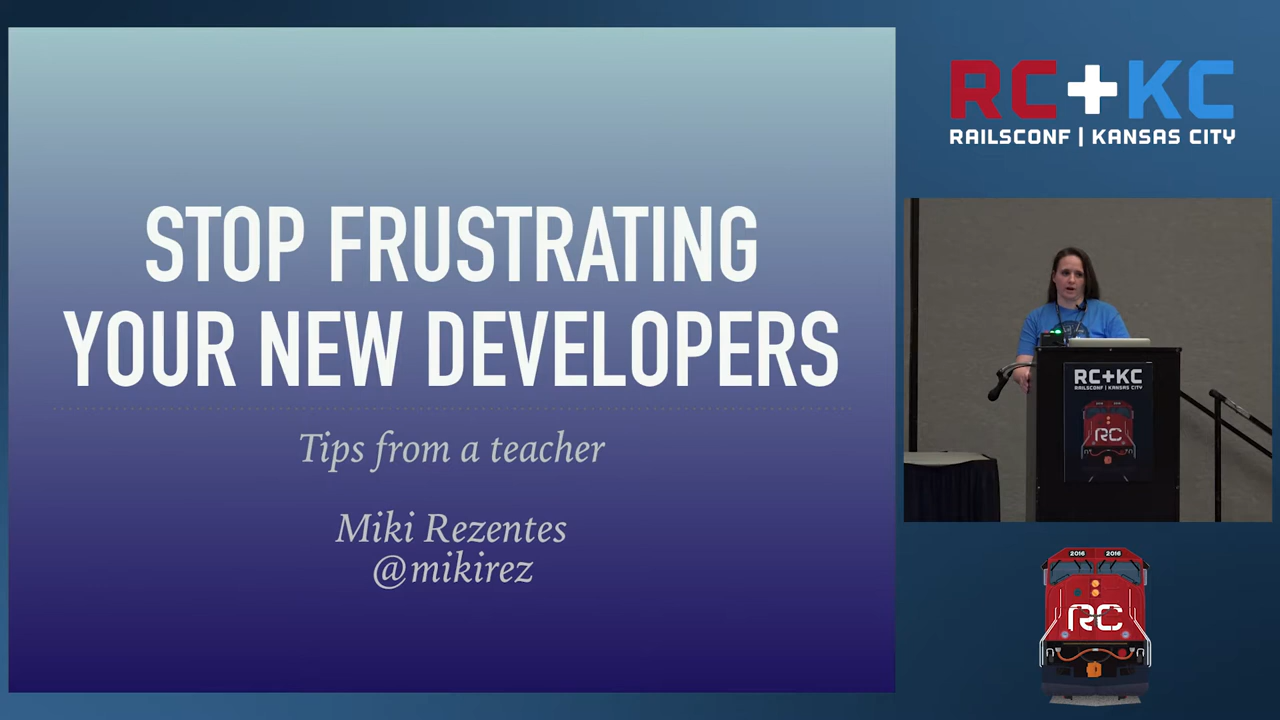 STOP FRUSTRATING
YOUR NEW DEVELOPERS
Tips from a teacher
Miki Rezentes
@mikirez
RC+KC
RAILSCONF | KANSAS CITY
RC+KC
RAILSCONF | KANSAS CITY
RC
2016 2016
RC